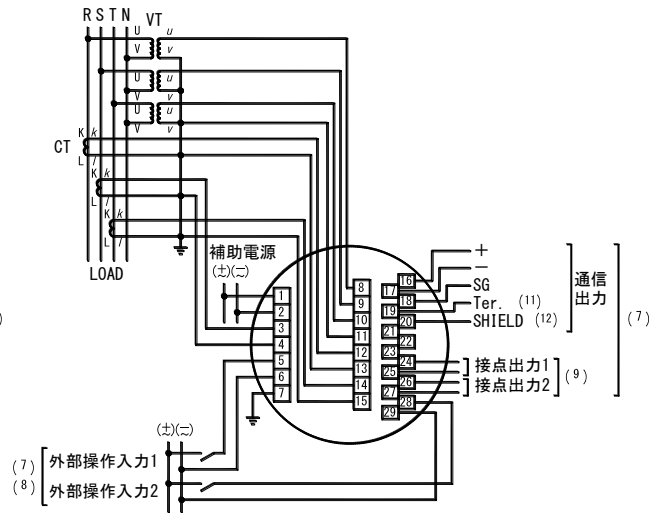 R S T N
VT
U u
V v
U u
V v
U u
V v
CT
K k
L l
K k
L l
K k
L l
LOAD
補助電源
(±)(∓)
1
2
3
4
5
6
7
8
9
10
11
12
13
14
15
16
17
18
19
20
21
22
23
24
25
26
27
28
29
+
−
SG
Ter. (11)
SHIELD (12)
通信
出力
(7)
接点出力1
接点出力2
(9)
(±)(∓)
(7)
(8)
外部操作入力1
外部操作入力2
)